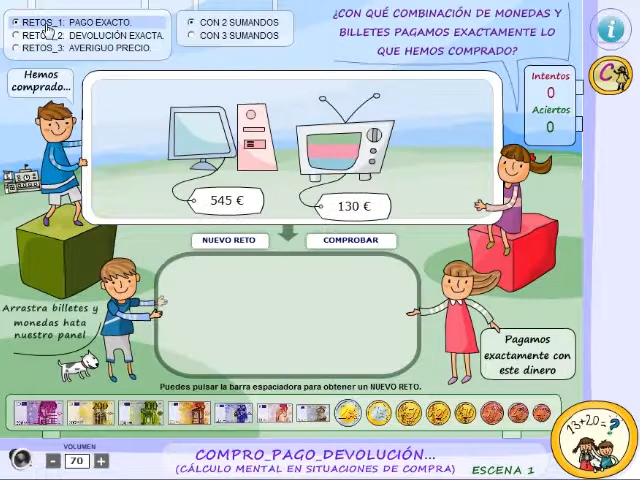 RETOS_1: PAGO EXACTO.
RETOS_2: DEVOLUCIÓN EXACTA.
RETOS_3: AVERIGUO PRECIO.
CON 2 SUMANDOS
CON 3 SUMANDOS
¿CON QUÉ COMBINACIÓN DE MONEDAS Y
BILLETES PAGAMOS EXACTAMENTE LO
QUE HEMOS COMPRADO?
i
Hemos
comprado...
Intentos
0
Aciertos
0
C
545 €
130 €
NUEVO RETO
COMPROBAR
Arrastra billetes y
monedas hata
nuestro panel
Pagamos
exactamente con
este dinero
Puedes pulsar la barra espaciadora para obtener un NUEVO RETO.
13+20=?
VOLUMEN
- 70 +
COMPRO_PAGO_DEVOLUCIÓN...
(CÁLCULO MENTAL EN SITUACIONES DE COMPRA)
ESCENA 1